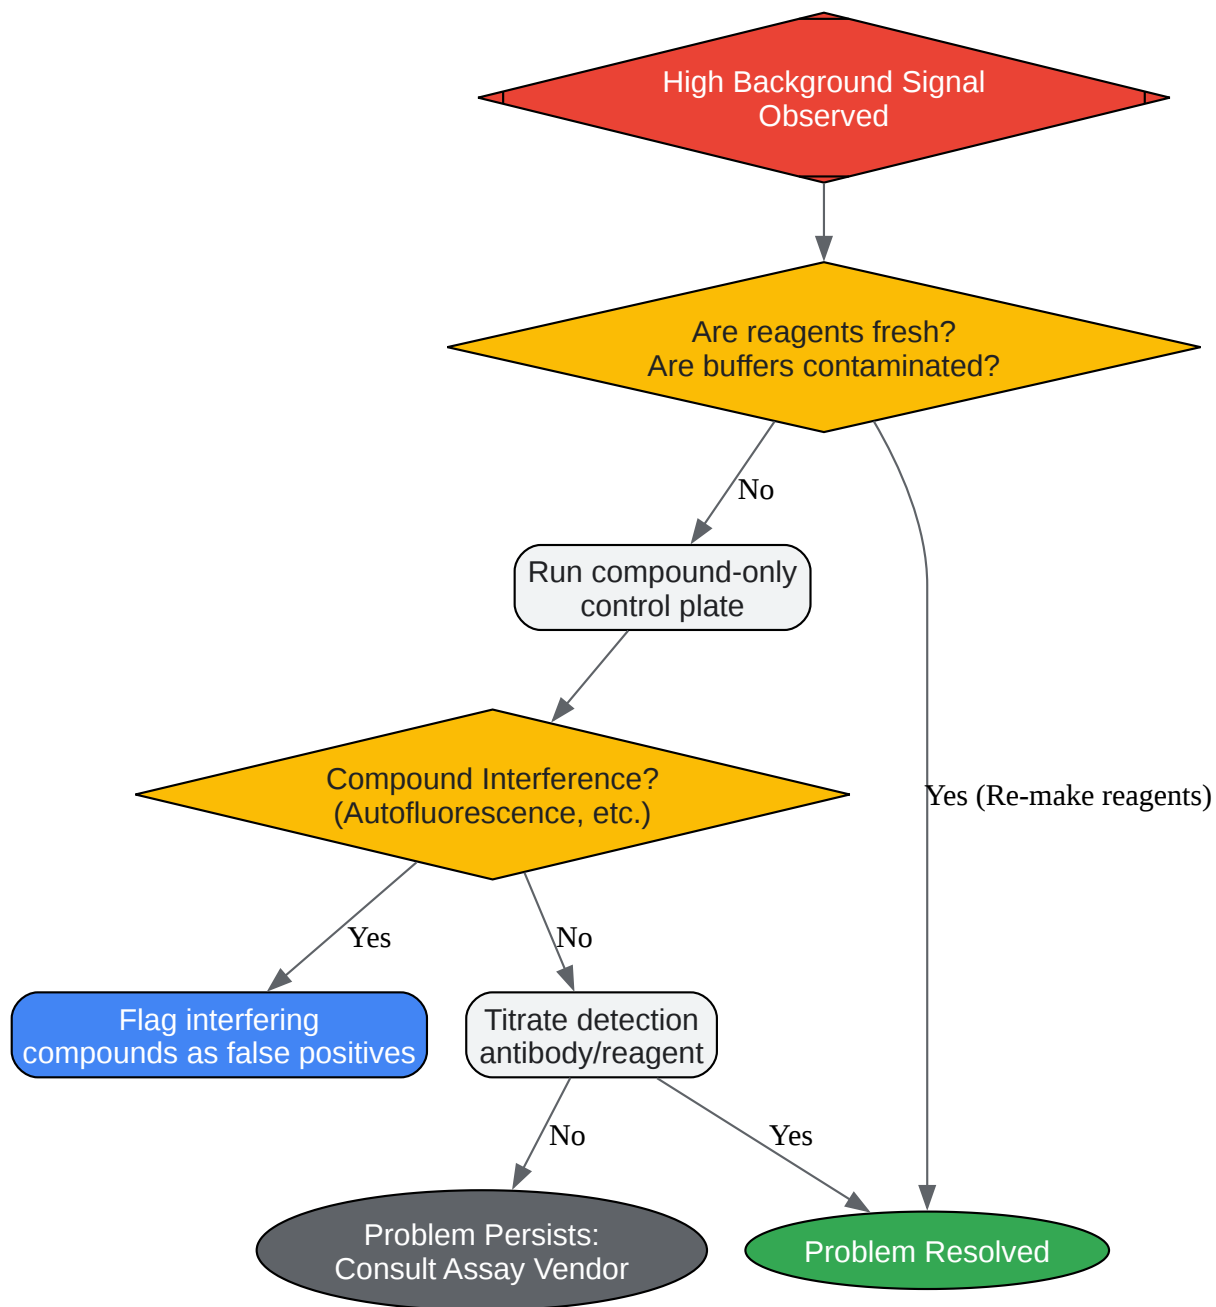 High Background Signal
Observed
Are reagents fresh?
Are buffers contaminated?
No
Run compound-only
control plate
Compound Interference?
(Autofluorescence, etc.)
Yes (Re-make reagents)
Yes
No
Flag interfering
compounds as false positives
Titrate detection
antibody/reagent
No
Yes
Problem Persists:
Consult Assay Vendor
Problem Resolved